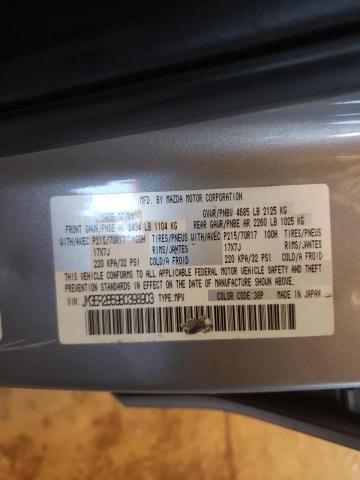 MFD. BY MAZDA MOTOR CORPORATION
07/11 GVWR/PNBV 4685 LB 2125 KG
FRONT GAWR/PNBE AR 2434 LB 1104 KG REAR GAWR/PNBE AR 2260 LB 1025 KG
WITH/AVEC P215/70R17 100H TIRES/PNEUS WITH/AVEC P215/70R17 100H TIRES/PNEUS
17X7J RIMS/JANTES 17X7J RIMS/JANTES
220 KPA/32 PSI COLD/A FROID 220 KPA/32 PSI COLD/A FROID
THIS VEHICLE CONFORMS TO ALL APPLICABLE FEDERAL MOTOR VEHICLE
SAFETY STANDARDS IN EFFECT ON THE DATE OF MANUFACTURE SHOWN ABOVE.
VIN: TYPE: MPV COLOR CODE: 38P MADE IN JAPAN